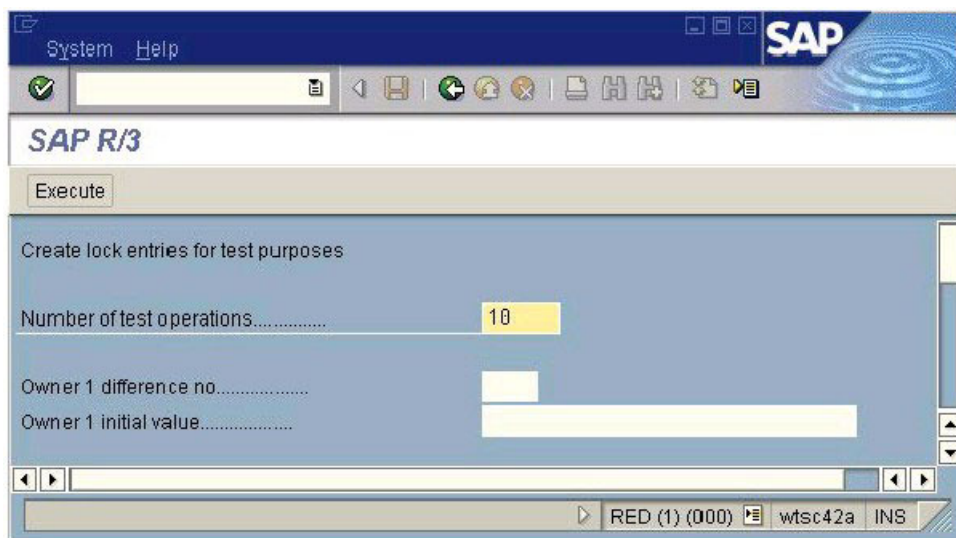 System Help
SAP
SAP R/3
Execute
Create lock entries for test purposes
Number of test operations............... 10
Owner 1 difference no...................
Owner 1 initial value...................
RED (1) (000) wtsc42a INS